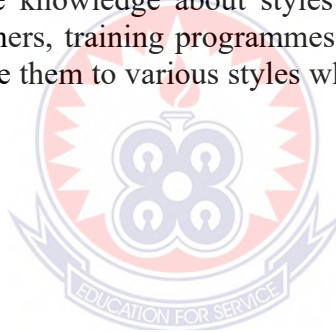 e knowledge about styles
ners, training programmes
e them to various styles wh
EDUCATION FOR SERVICE